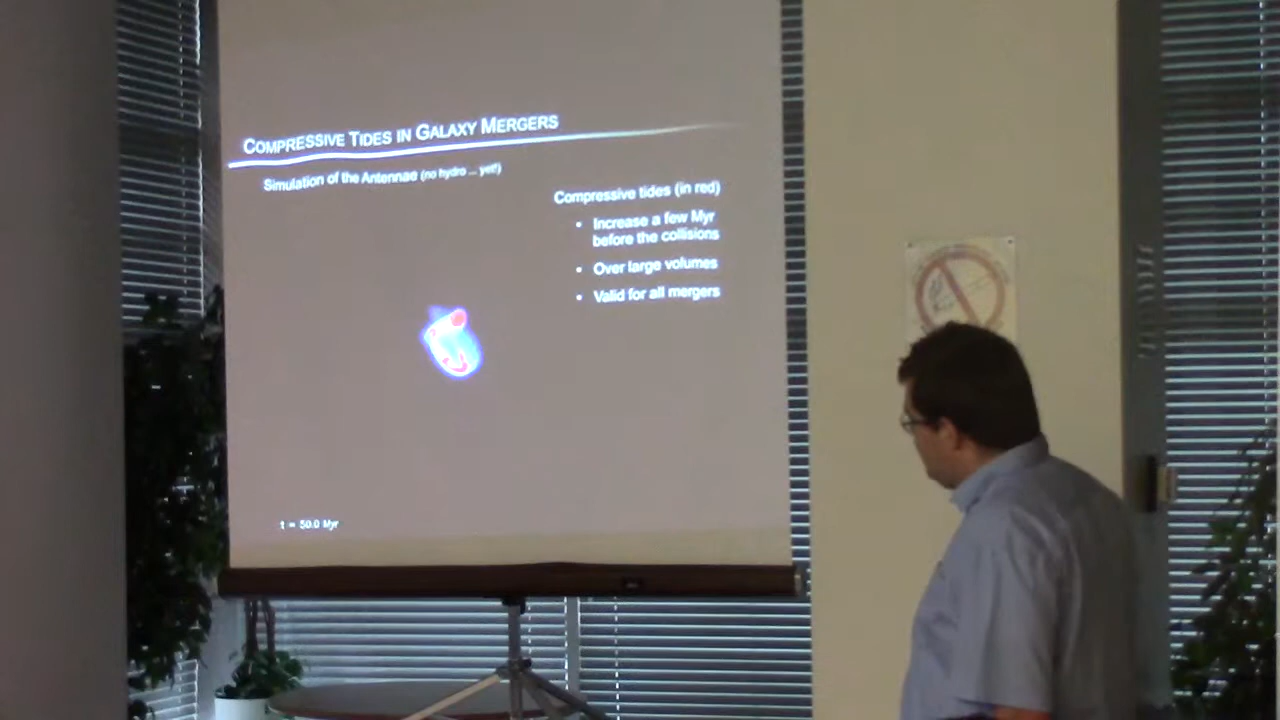 COMPRESSIVE TIDES IN GALAXY MERGERS
Simulation of the Antennae (no hydro ... yet!)
Compressive tides (in red)
• Increase a few Myr
before the collisions
• Over large volumes
• Valid for all mergers
t = 50.0 Myr